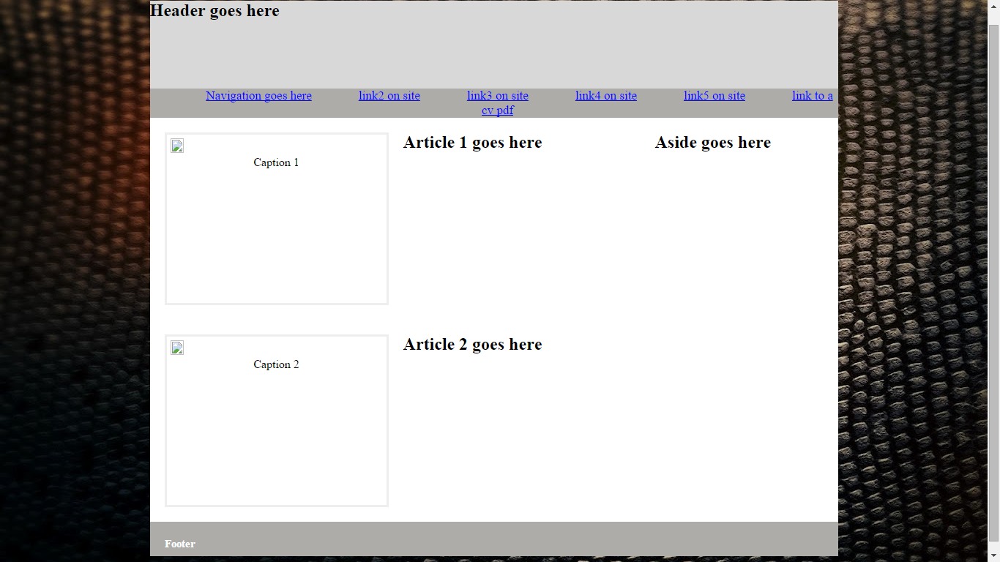 Header goes here
Navigation goes here link2 on site link3 on site link4 on site link5 on site link to a
cv pdf
Caption 1
Article 1 goes here
Aside goes here
Caption 2
Article 2 goes here
Footer